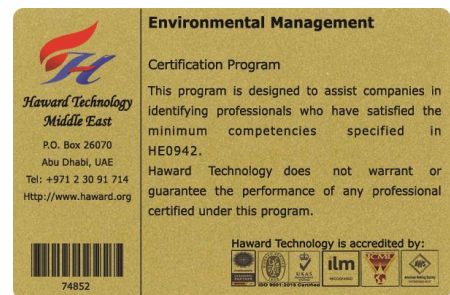 Haward Technology
Middle East
P.O. Box 26070
Abu Dhabi, UAE
Tel: +971 2 30 91 714
Http://www.haward.org
74852
Environmental Management
Certification Program
This program is designed to assist companies in
identifying professionals who have satisfied the
minimum competencies specified in
HE0942.
Haward Technology does not warrant or
guarantee the performance of any professional
certified under this program.
Haward Technology is accredited by:
ISO 9001:2015 Certified
UKAS
ilm
ICML
AWS